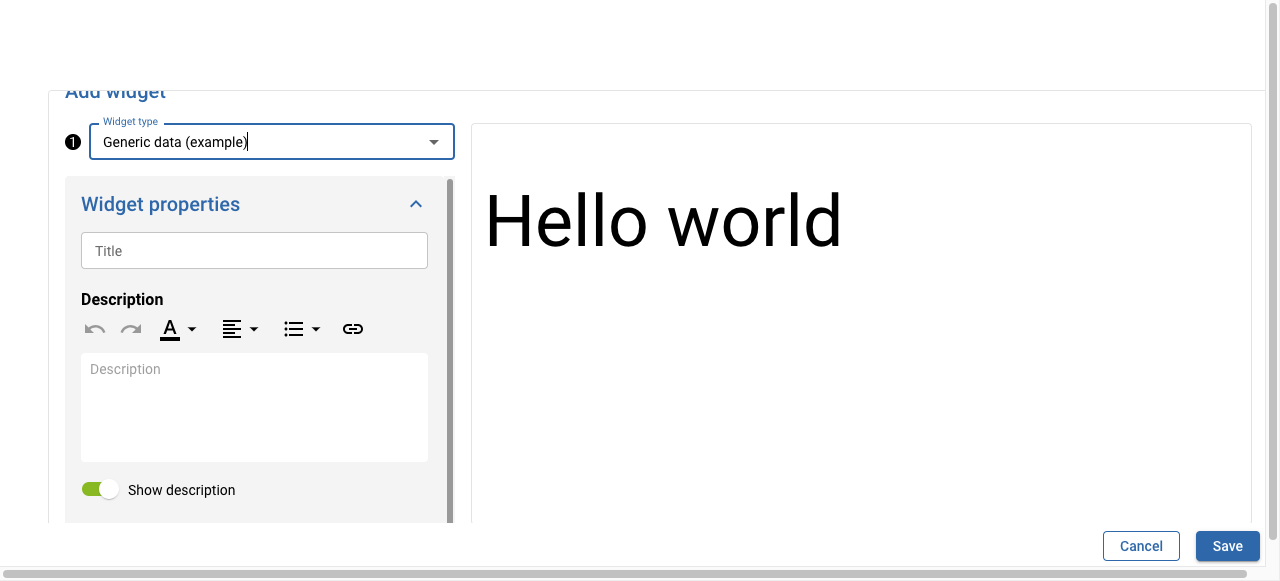 Add widget
Widget type
1
Generic data (example)
Widget properties
Title
Description
A
Description
Show description
Hello world
Cancel
Save